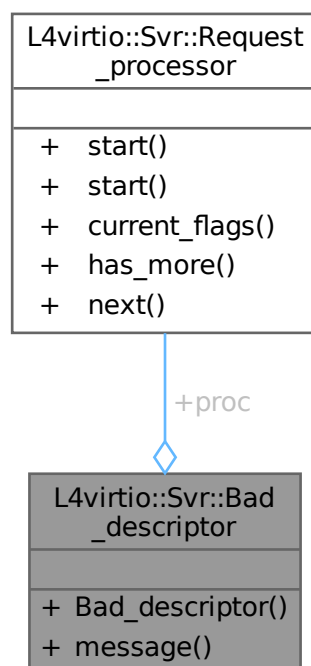 L4virtio::Svr::Request
_processor
+ start()
+ start()
+ current_flags()
+ has_more()
+ next()
+proc
L4virtio::Svr::Bad
_descriptor
+ Bad_descriptor()
+ message()